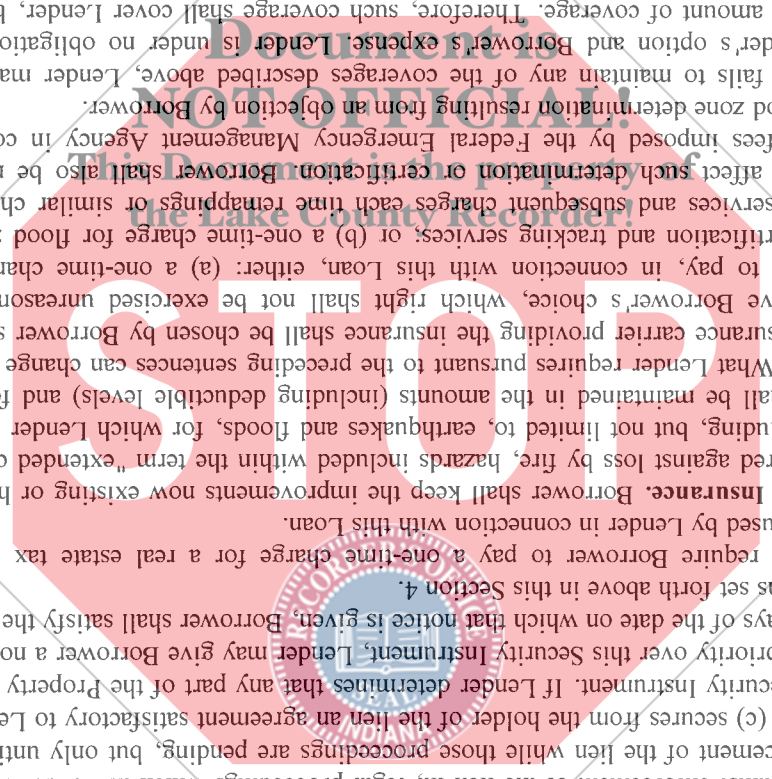 cement of the lien while those proceedings are pending, but only unti
(c) secures from the holder of the lien an agreement satisfactory to Le
curity Instrument. If Lender determines that any part of the Property
priority over this Security Instrument, Lender may give Borrower a no
ays of the date on which that notice is given, Borrower shall satisfy the
ns set forth above in this Section 4.
require Borrower to pay a one-time charge for a real estate tax
used by Lender in connection with this Loan.
Insurance. Borrower shall keep the improvements now existing or h
red against loss by fire, hazards included within the term "extended c
luding, but not limited to, earthquakes and floods, for which Lender
all be maintained in the amounts (including deductible levels) and f
What Lender requires pursuant to the preceding sentences can change
surance carrier providing the insurance shall be chosen by Borrower s
ve Borrower's choice, which right shall not be exercised unreason
to pay, in connection with this Loan, either: (a) a one-time char
rtification and tracking services; or (b) a one-time charge for flood
services and subsequent charges each time remappings or similar ch
affect such determination or certification. Borrower shall also be
fees imposed by the Federal Emergency Management Agency in co
od zone determination resulting from an objection by Borrower.
fails to maintain any of the coverages described above, Lender ma
der's option and Borrower's expense. Lender is under no obligatio
amount of coverage. Therefore, such coverage shall cover Lender, b
Document is
NOT OFFICIAL!
This Document is the property of
the Lake County Recorder!
STOP
RECORDER'S OFFICE
SEAL
INDIANA